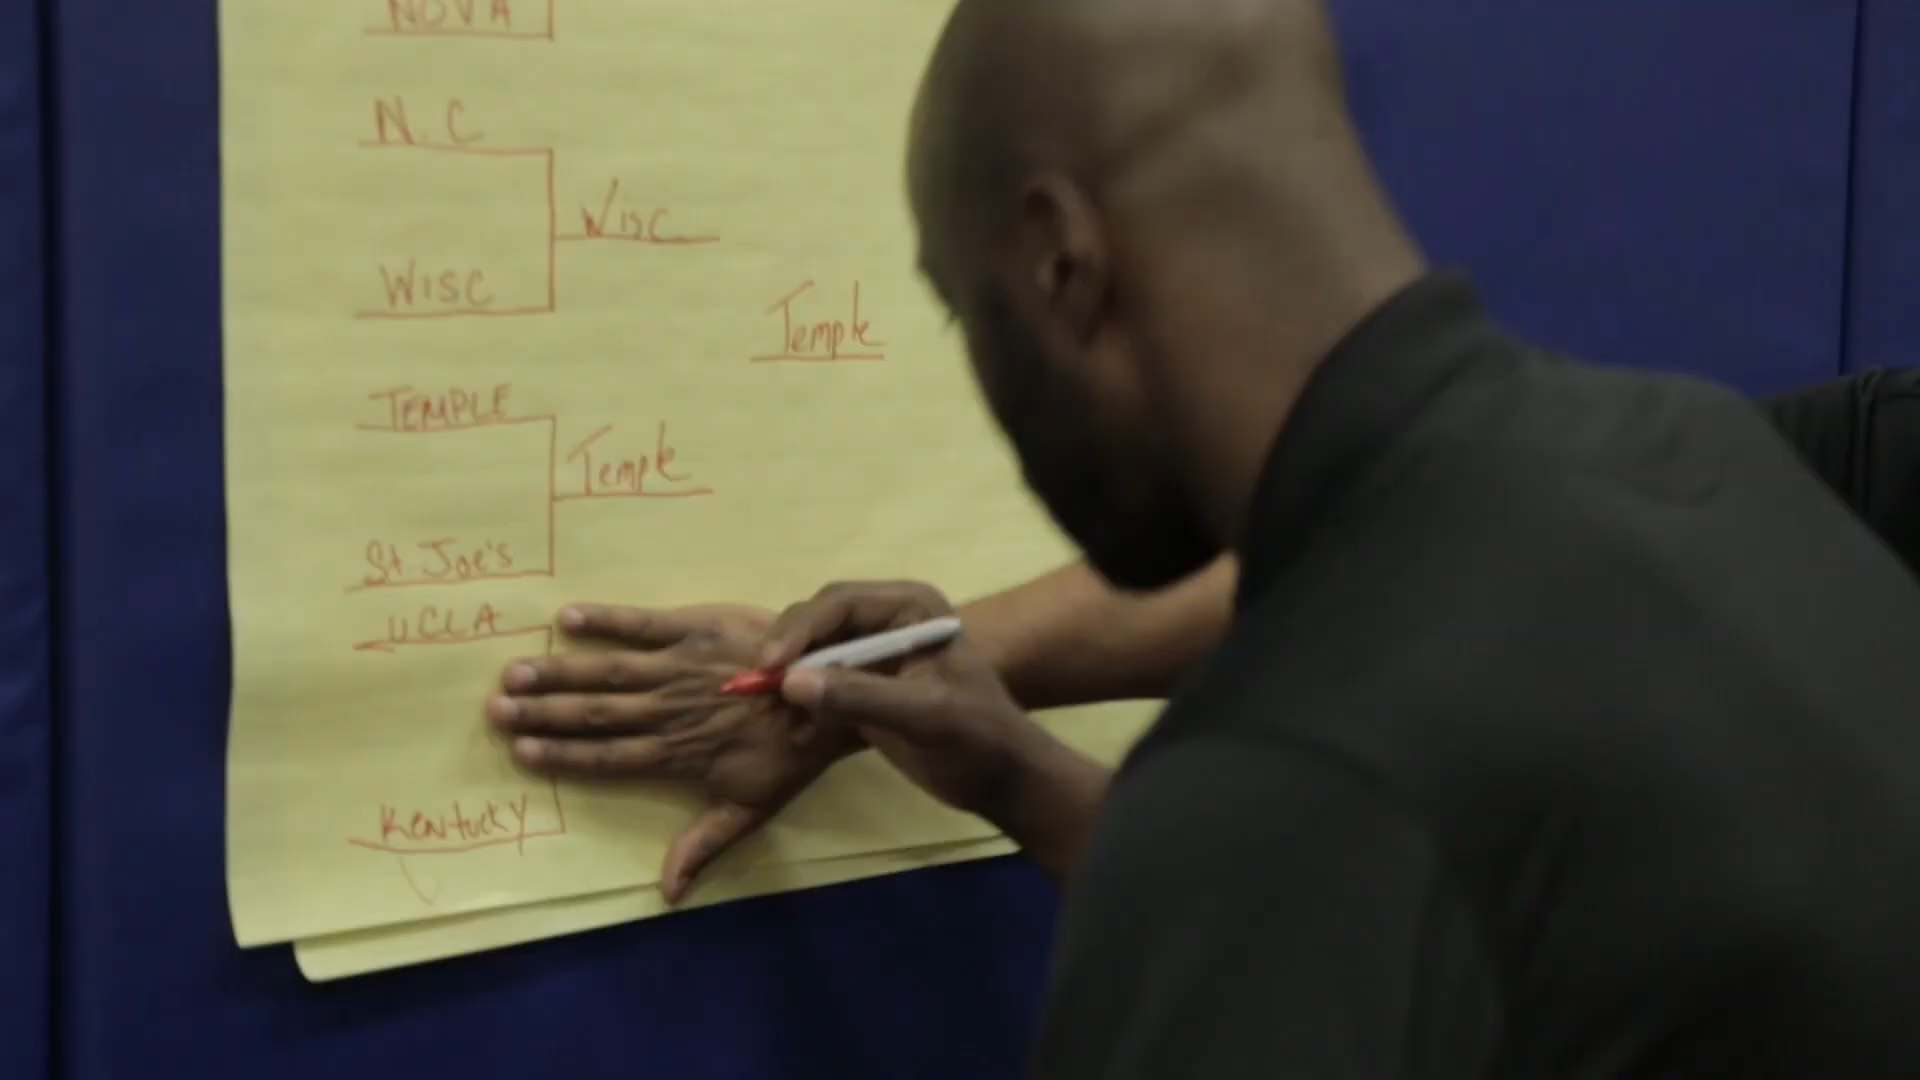 NOVA
N.C
Wisc
WISC
Temple
TEMPLE
Temple
St. Joe's
UCLA
Kentucky